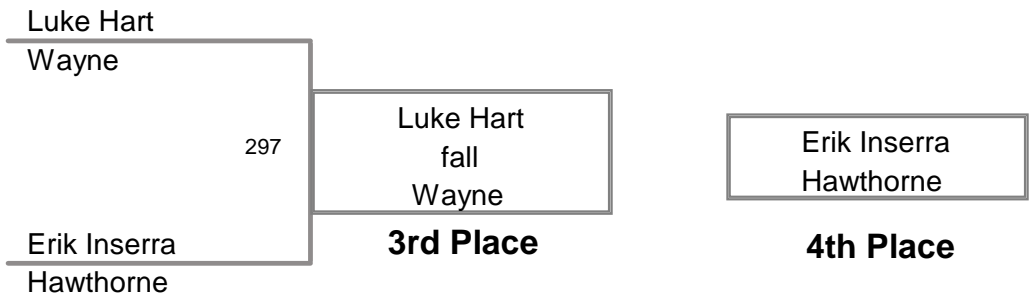 Luke Hart
Wayne
297
Luke Hart
fall
Wayne
3rd Place
Erik Inserra
Hawthorne
4th Place
Erik Inserra
Hawthorne